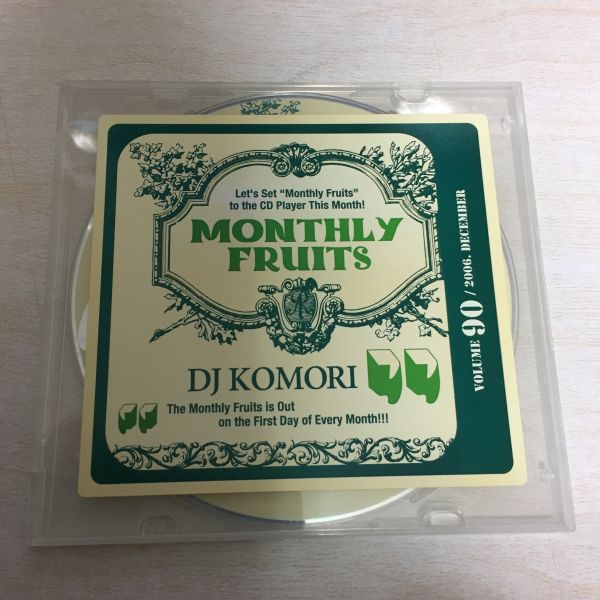 Let's Set "Monthly Fruits"
to the CD Player This Month!
MONTHLY
FRUITS
DJ KOMORI
The Monthly Fruits is Out
on the First Day of Every Month!!!
VOLUME 90 / 2006. DECEMBER